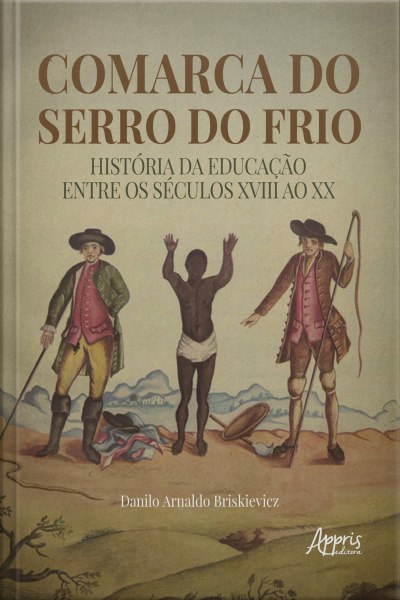 COMARCA DO
SERRO DO FRIO
HISTÓRIA DA EDUCAÇÃO
ENTRE OS SÉCULOS XVIII AO XX
Danilo Arnaldo Briskievicz
Appris
editora